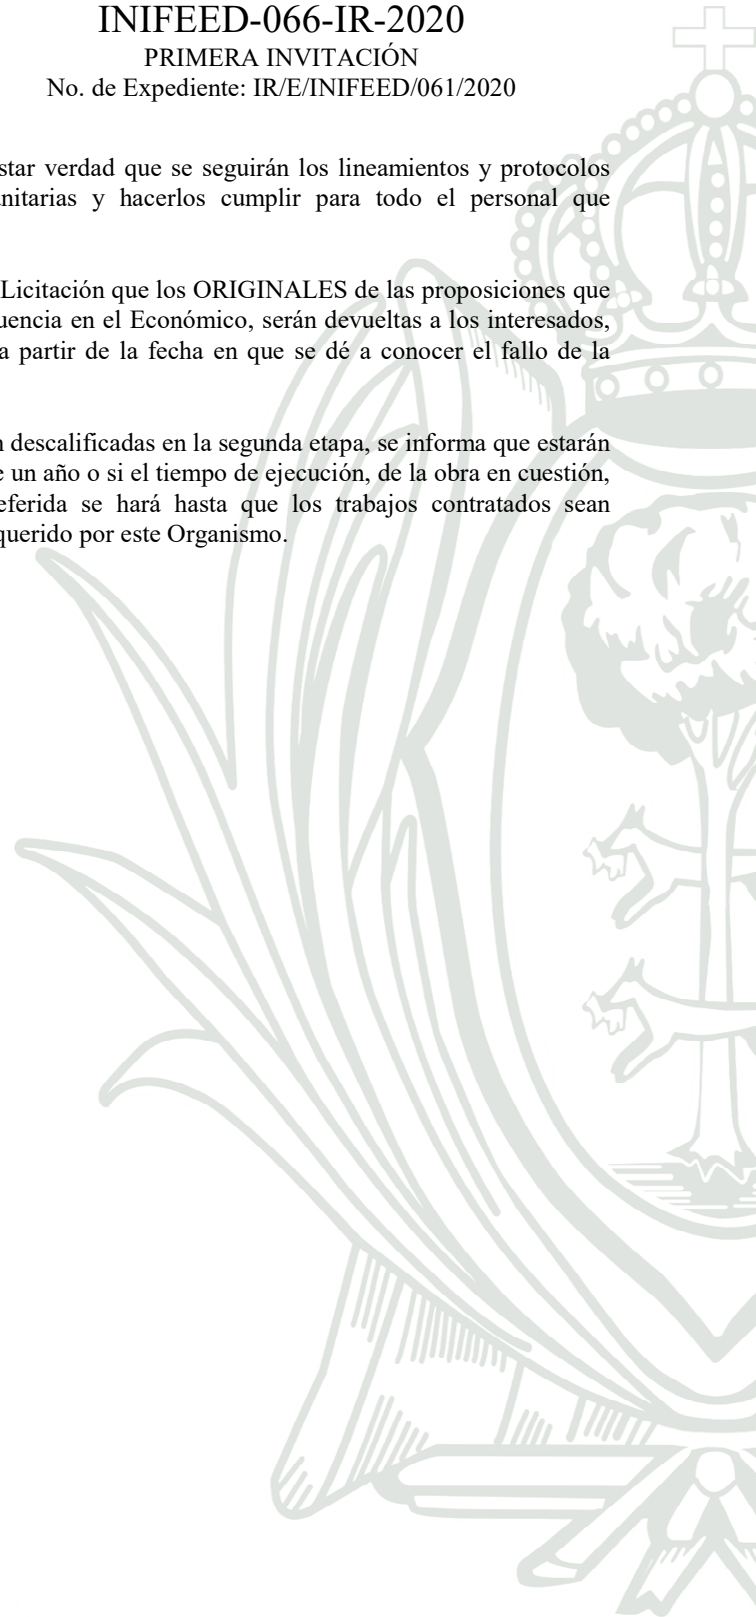 INIFEED-066-IR-2020
PRIMERA INVITACIÓN
No. de Expediente: IR/E/INIFEED/061/2020
star verdad que se seguirán los lineamientos y protocolos
nitarias y hacerlos cumplir para todo el personal que
Licitación que los ORIGINALES de las proposiciones que
uencia en el Económico, serán devueltas a los interesados,
a partir de la fecha en que se dé a conocer el fallo de la
n descalificadas en la segunda etapa, se informa que estarán
e un año o si el tiempo de ejecución, de la obra en cuestión,
eferida se hará hasta que los trabajos contratados sean
querido por este Organismo.